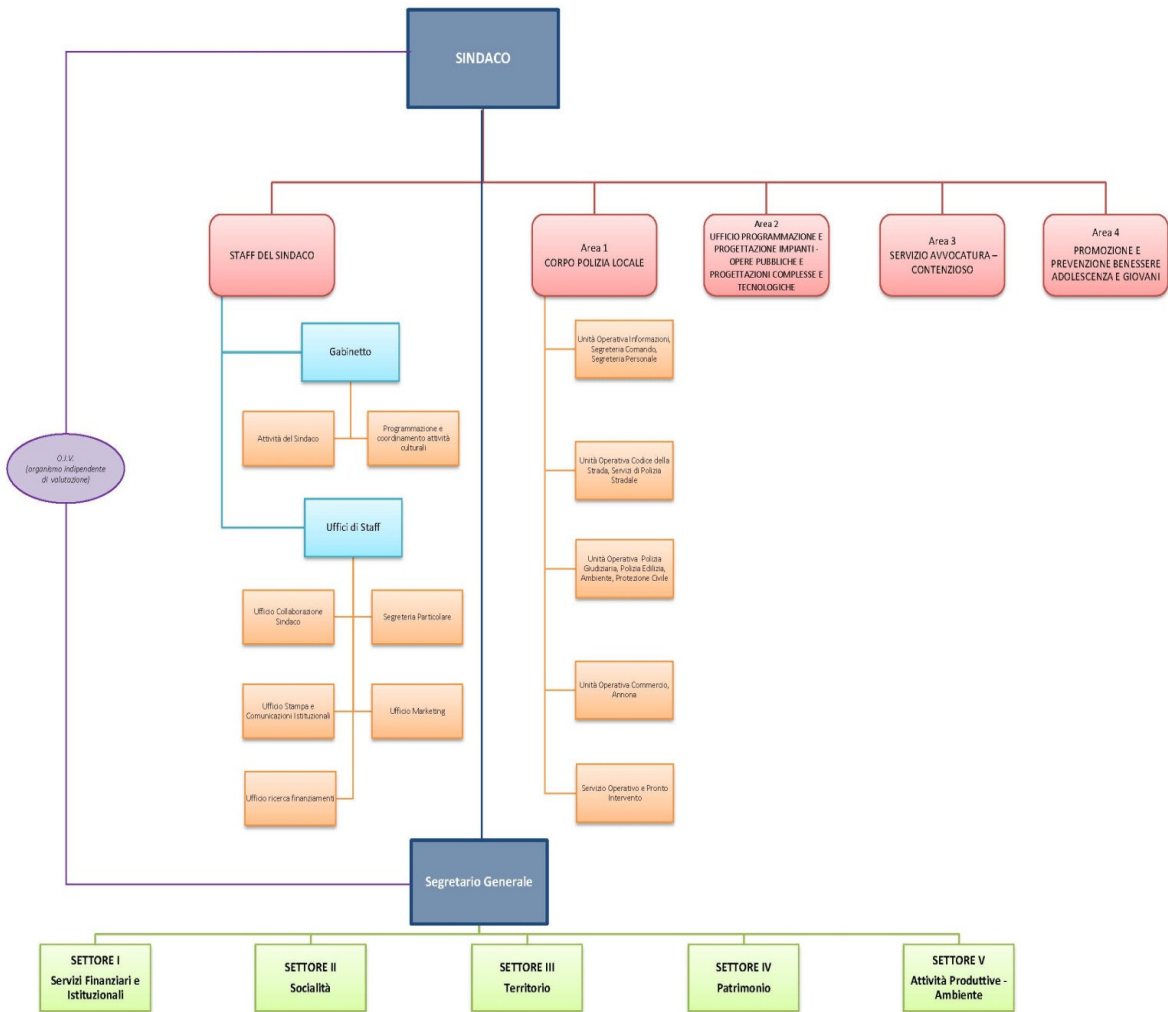 SINDACO
STAFF DEL SINDACO
Area 1
CORPO POLIZIA LOCALE
Area 2
UFFICIO PROGRAMMAZIONE E
PROGETTAZIONE IMPIANTI -
OPERE PUBBLICHE E
PROGETTAZIONI COMPLESSE E
TECNOLOGICHE
Area 3
SERVIZIO AVVOCATURA –
CONTENZIOSO
Area 4
PROMOZIONE E
PREVENZIONE BENESSERE
ADOLESCENZA E GIOVANI
Gabinetto
Attività del Sindaco
Programmazione e
coordinamento attività
culturali
Uffici di Staff
Ufficio Collaborazione
Sindaco
Segreteria Particolare
Ufficio Stampa e
Comunicazioni Istituzionali
Ufficio Marketing
Ufficio ricerca finanziamenti
Unità Operativa Informazioni,
Segreteria Comando,
Segreteria Personale
Unità Operativa Codice della
Strada, Servizi di Polizia
Stradale
Unità Operativa Polizia
Giudiziaria, Polizia Edilizia,
Ambiente, Protezione Civile
Unità Operativa Commercio,
Annona
Servizio Operativo e Pronto
Intervento
O.I.V.
(organismo indipendente
di valutazione)
Segretario Generale
SETTORE I
Servizi Finanziari e
Istituzionali
SETTORE II
Socialità
SETTORE III
Territorio
SETTORE IV
Patrimonio
SETTORE V
Attività Produttive -
Ambiente